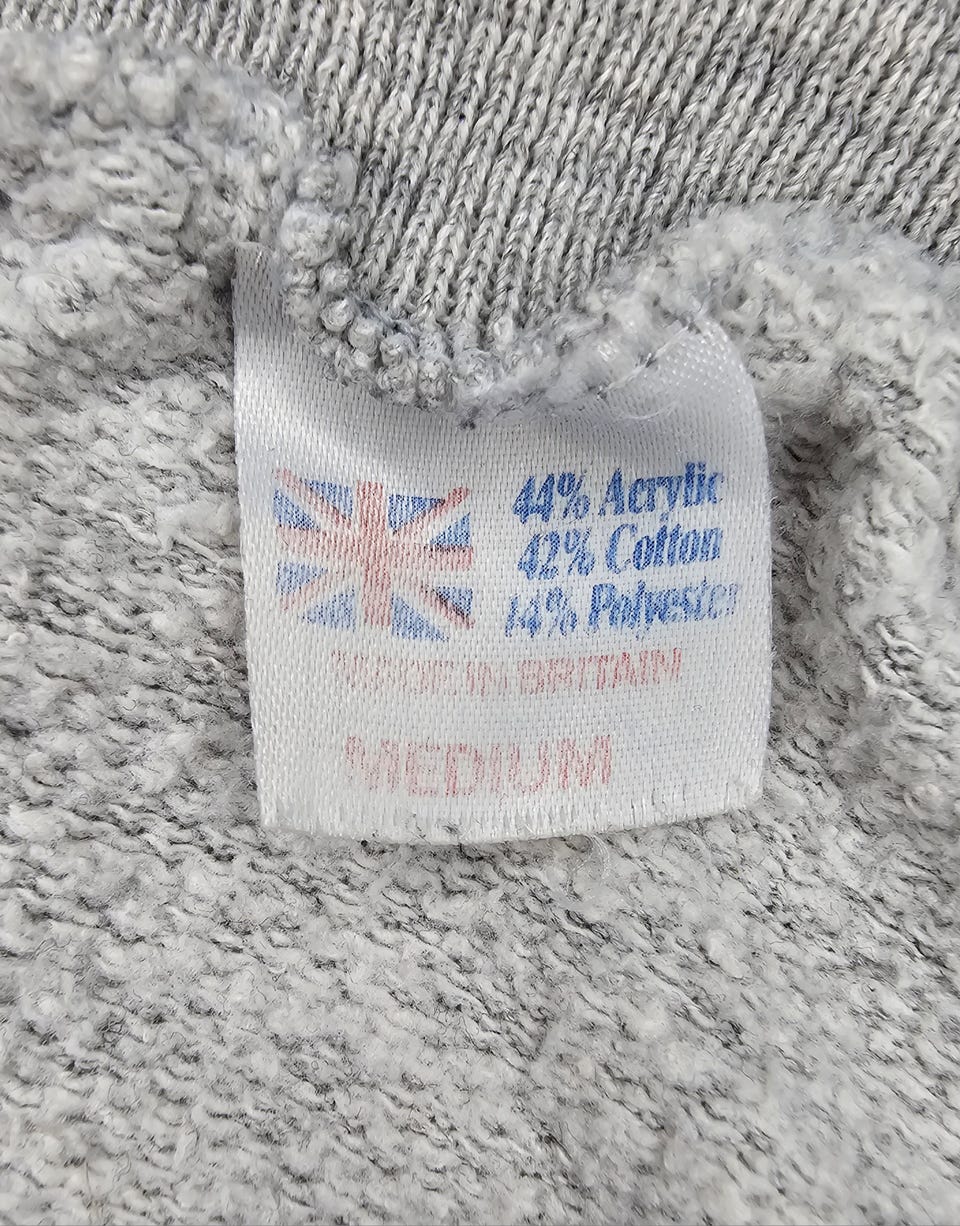 44% Acrylic
42% Cotton
14% Polyester
MADE IN BRITAIN
MEDIUM